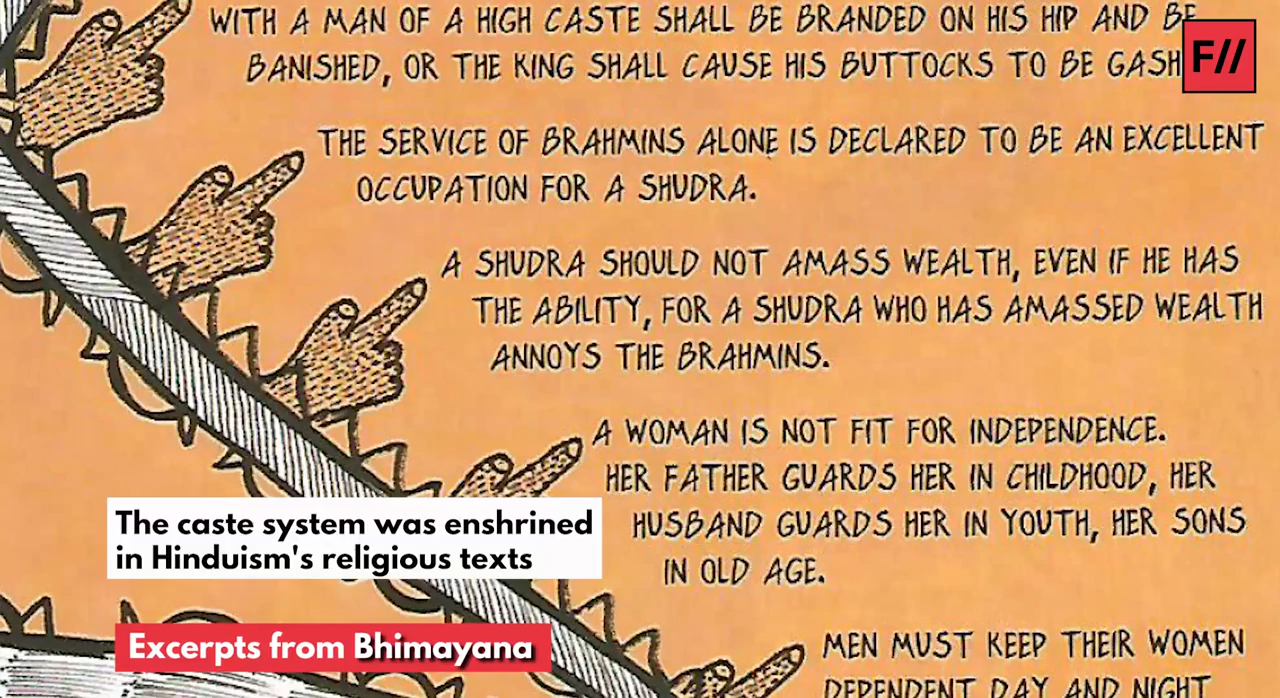 WITH A MAN OF A HIGH CASTE SHALL BE BRANDED ON HIS HIP AND BE
BANISHED, OR THE KING SHALL CAUSE HIS BUTTOCKS TO BE GASH
F//
THE SERVICE OF BRAHMINS ALONE IS DECLARED TO BE AN EXCELLENT
OCCUPATION FOR A SHUDRA.
A SHUDRA SHOULD NOT AMASS WEALTH, EVEN IF HE HAS
THE ABILITY, FOR A SHUDRA WHO HAS AMASSED WEALTH
ANNOYS THE BRAHMINS.
A WOMAN IS NOT FIT FOR INDEPENDENCE.
HER FATHER GUARDS HER IN CHILDHOOD, HER
HUSBAND GUARDS HER IN YOUTH, HER SONS
IN OLD AGE.
The caste system was enshrined
in Hinduism's religious texts
Excerpts from Bhimayana
MEN MUST KEEP THEIR WOMEN
DEPENDENT DAY AND NIGHT